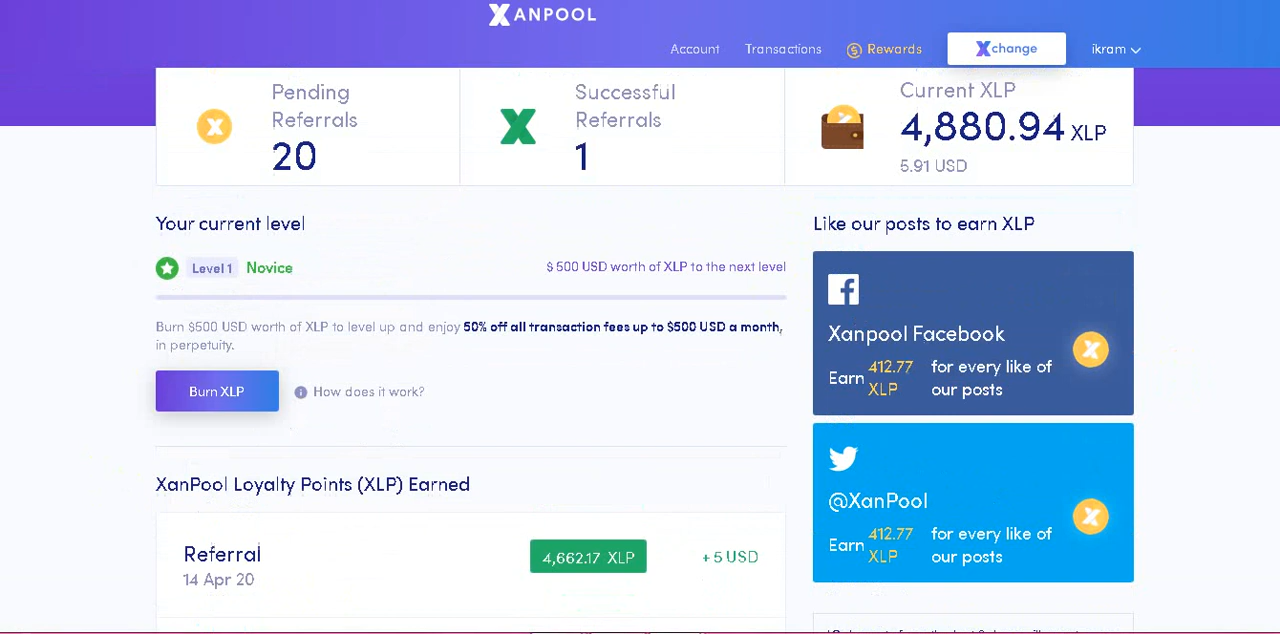 XANPOOL
Account Transactions Rewards Xchange ikram
Pending
Referrals
20
Successful
Referrals
1
Current XLP
4,880.94 XLP
5.91 USD
Your current level
Level 1 Novice $ 500 USD worth of XLP to the next level
Burn $500 USD worth of XLP to level up and enjoy 50% off all transaction fees up to $500 USD a month,
in perpetuity.
Burn XLP How does it work?
XanPool Loyalty Points (XLP) Earned
Referral 4,662.17 XLP + 5 USD
14 Apr 20
Like our posts to earn XLP
Xanpool Facebook
Earn 412.77 XLP for every like of
our posts
@XanPool
Earn 412.77 XLP for every like of
our posts